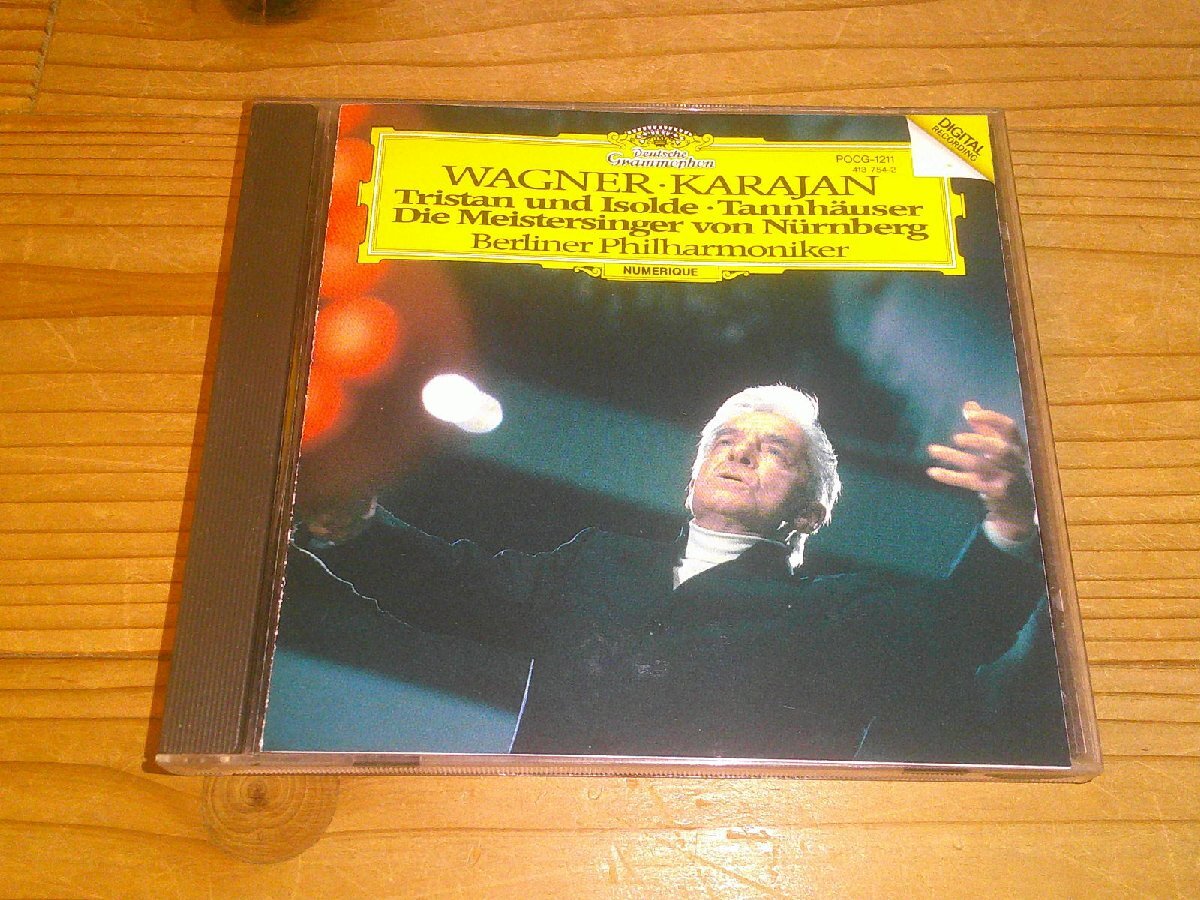 Deutsche
Grammophon
POCG-1211
413 754-2
DIGITAL
RECORDING
WAGNER · KARAJAN
Tristan und Isolde · Tannhäuser
Die Meistersinger von Nürnberg
Berliner Philharmoniker
NUMERIQUE